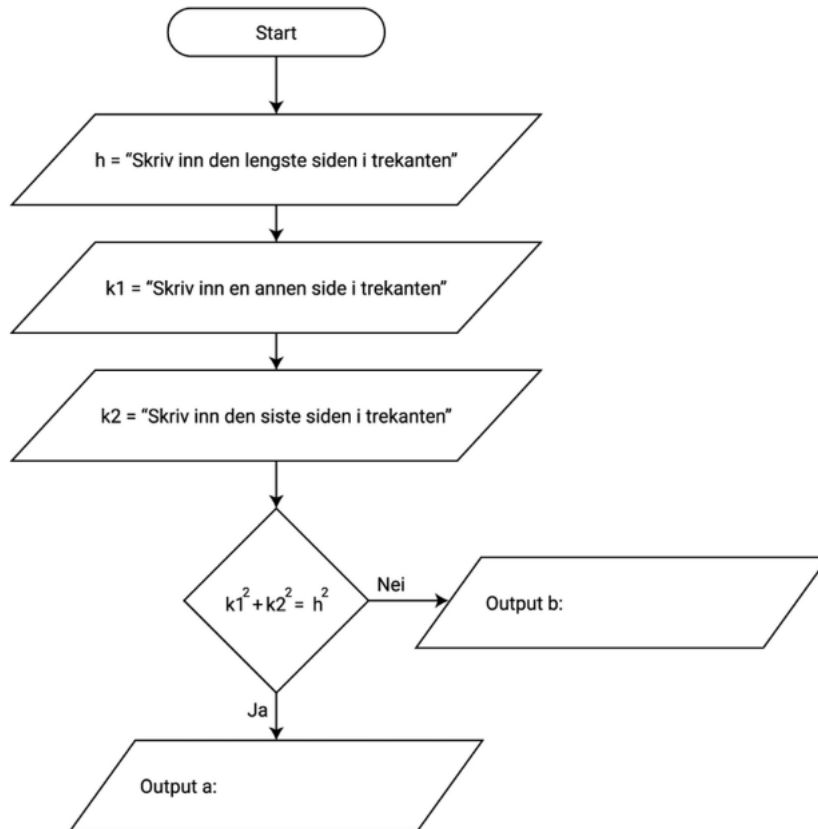 Start
h = “Skriv inn den lengste siden i trekanten”
k1 = “Skriv inn en annen side i trekanten”
k2 = “Skriv inn den siste siden i trekanten”
k1² + k2² = h²
Nei
Output b:
Ja
Output a: